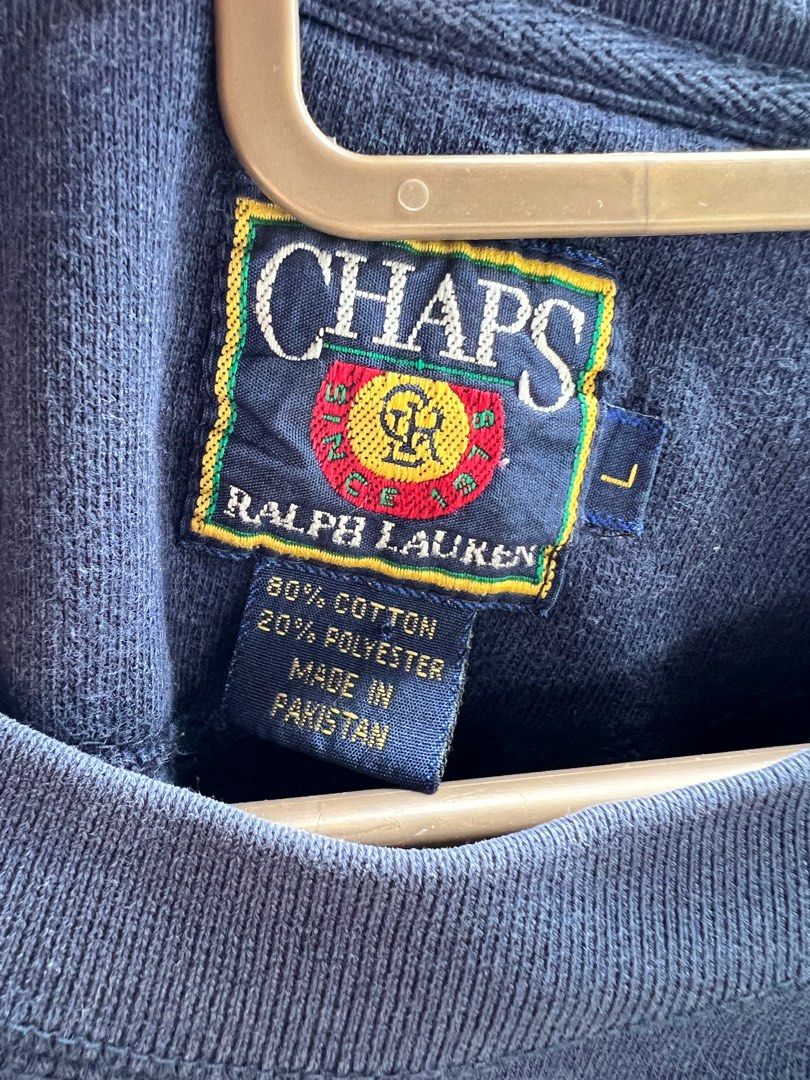 CHAPS
SINCE 1978
RALPH LAUREN
L
80% COTTON
20% POLYESTER
MADE IN
PAKISTAN